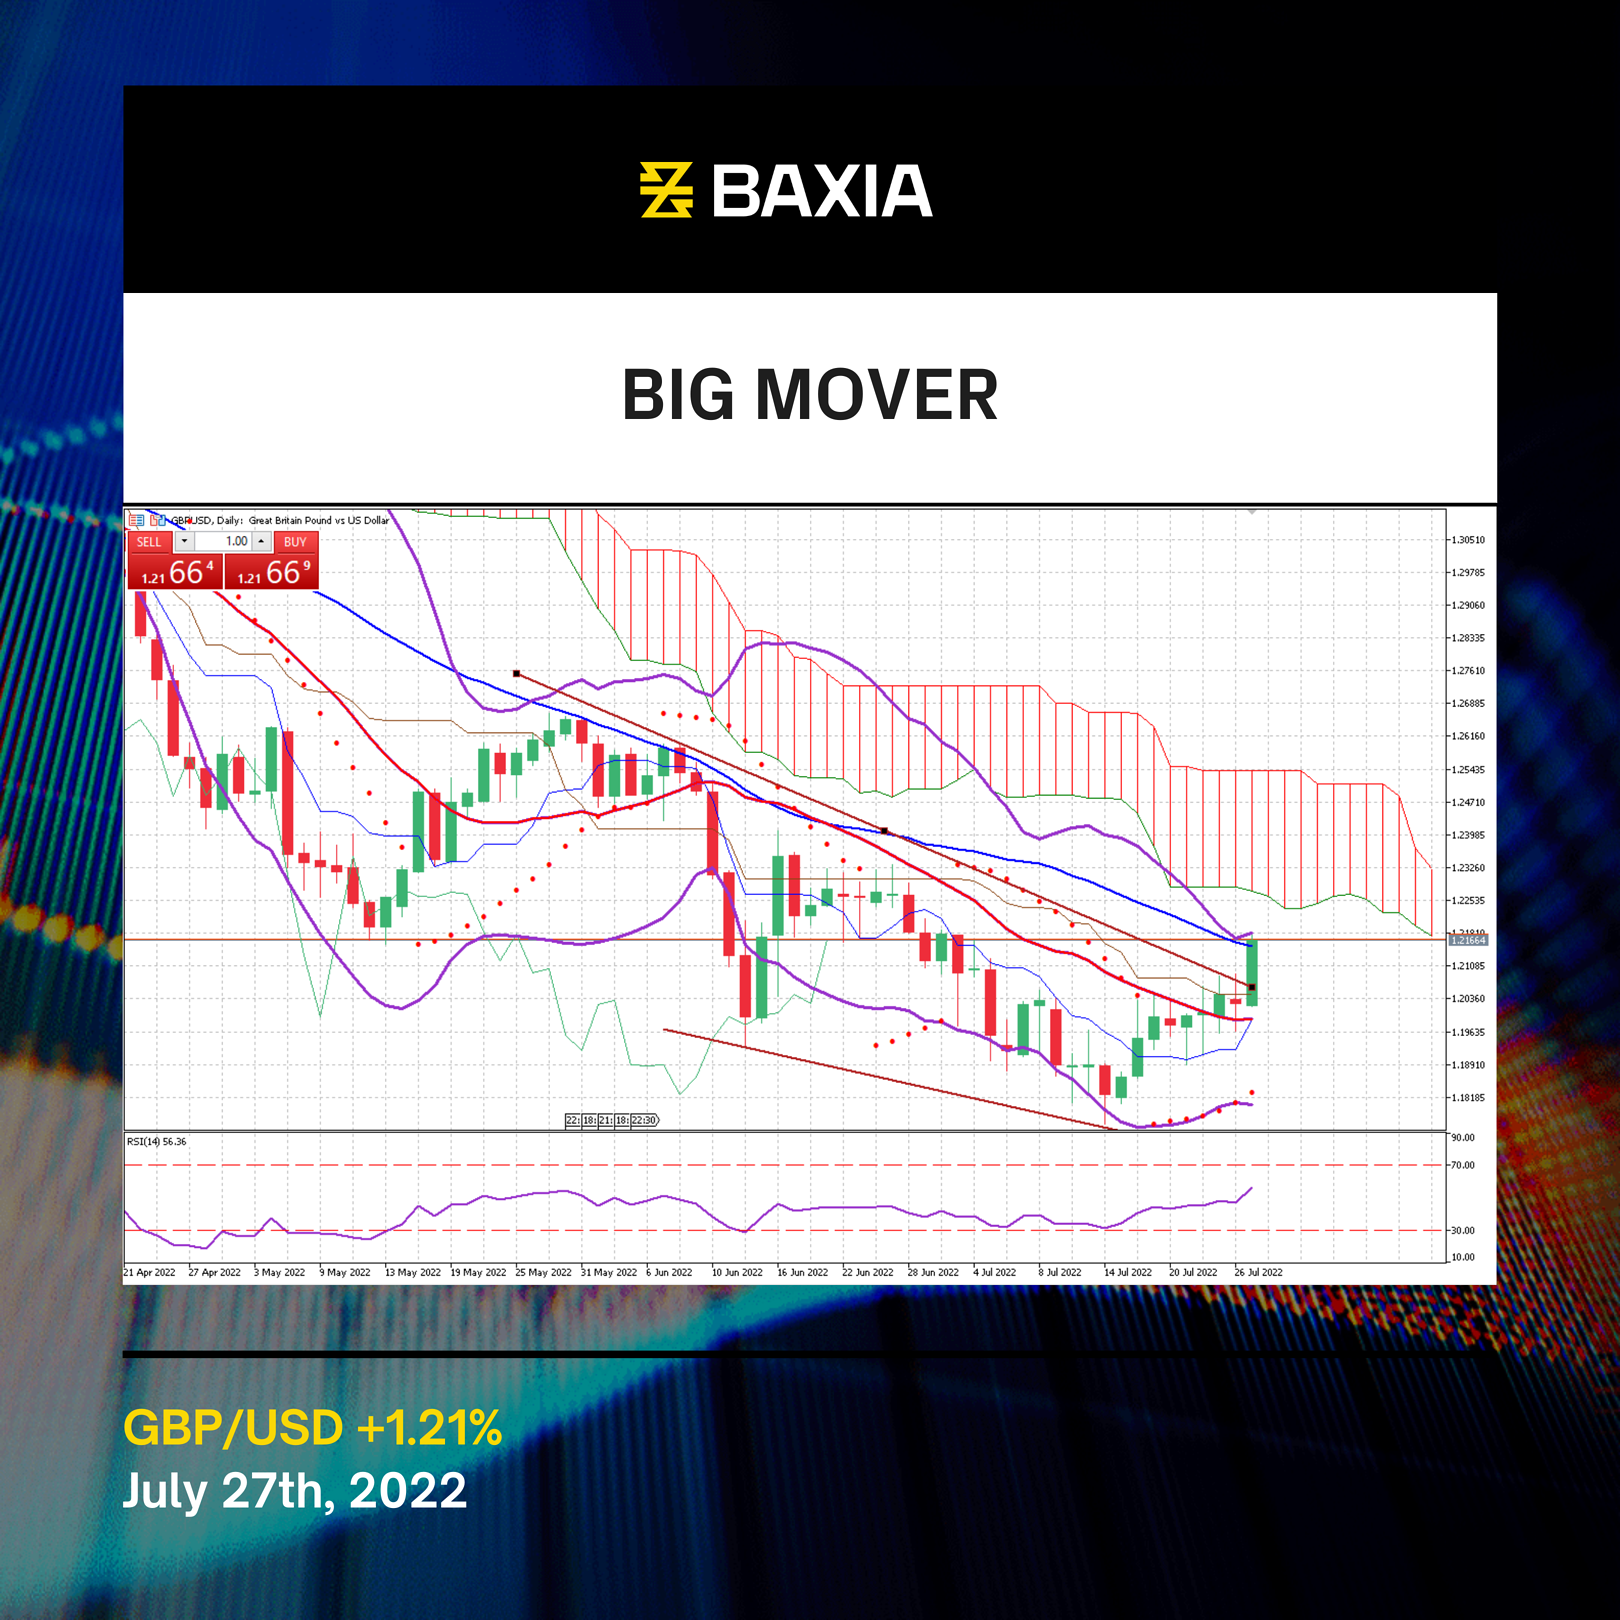 BAXIA
BIG MOVER
GBPUSD, Daily: Great Britain Pound vs US Dollar
SELL 1.00 BUY
1.21 66 4 1.21 66 9
1.30510
1.29785
1.29060
1.28335
1.27610
1.26885
1.26160
1.25435
1.24710
1.23985
1.23260
1.22535
1.21810
1.21664
1.21085
1.20360
1.19635
1.18910
1.18185
22: 18: 21: 18: 22:30
RSI(14) 56.36
90.00
70.00
30.00
10.00
21 Apr 2022 27 Apr 2022 3 May 2022 9 May 2022 13 May 2022 19 May 2022 25 May 2022 31 May 2022 6 Jun 2022 10 Jun 2022 16 Jun 2022 22 Jun 2022 28 Jun 2022 4 Jul 2022 8 Jul 2022 14 Jul 2022 20 Jul 2022 26 Jul 2022
GBP/USD +1.21%
July 27th, 2022